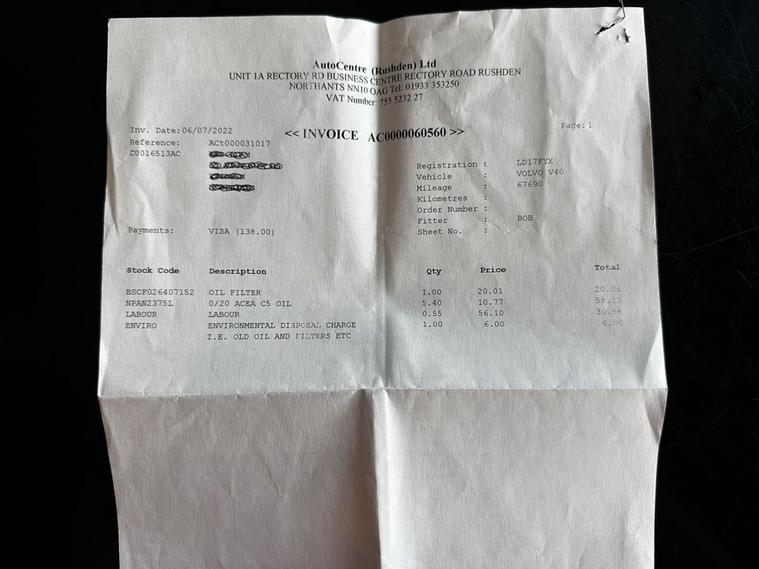 AutoCentre (Rushden) Ltd
UNIT 1A RECTORY RD BUSINESS CENTRE RECTORY ROAD RUSHDEN
NORTHANTS NN10 OAG Tel: 01933 353250
VAT Number: 755 5232 27
<< INVOICE AC0000060560 >>
Page: 1
Inv. Date: 06/07/2022
Reference: ACt000031017
C0016513AC
Registration : LD17FYX
Vehicle : VOLVO V40
Mileage : 67690
Kilometres :
Order Number :
Fitter : BOB
Sheet No. :
Payments: VISA (138.00)
Stock Code Description Qty Price Total
BSCF026407152 OIL FILTER 1.00 20.01 20.01
NPAN2375L 0/20 ACEA C5 OIL 5.40 10.77
LABOUR LABOUR 0.55 56.10
ENVIRO ENVIRONMENTAL DISPOSAL CHARGE 1.00 6.00 6.00
I.E. OLD OIL AND FILTERS ETC